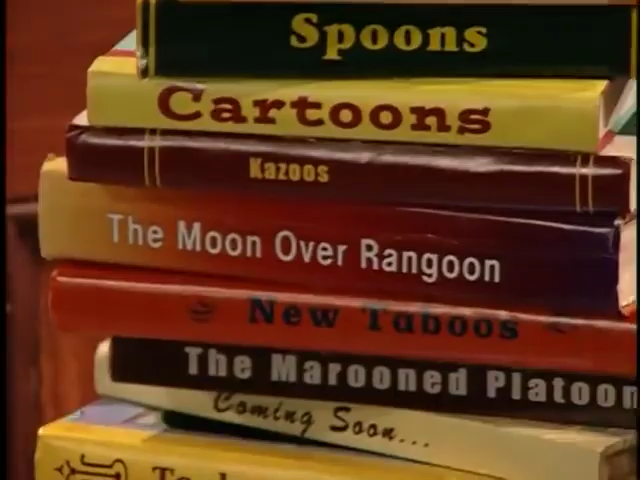 Spoons
Cartoons
Kazoos
The Moon Over Rangoon
New Taboos
The Marooned Platoon
Coming Soon...